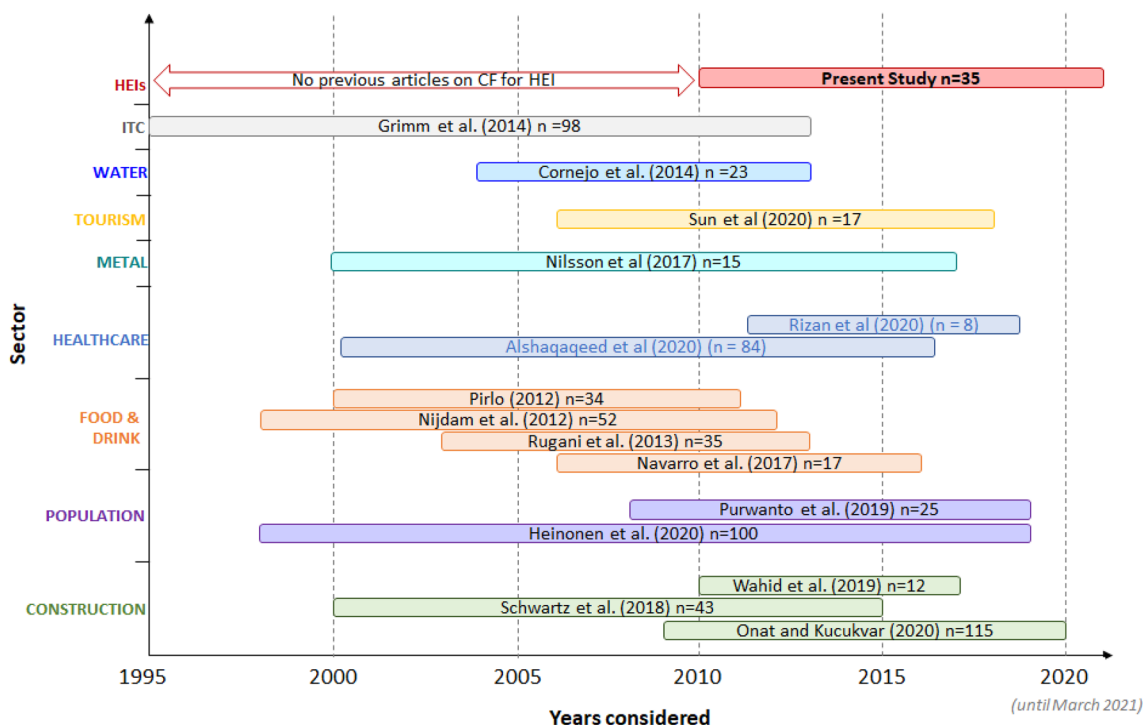 HEIs
No previous articles on CF for HEI
Present Study n=35
ITC
Grimm et al. (2014) n =98
WATER
Cornejo et al. (2014) n =23
TOURISM
Sun et al (2020) n =17
METAL
Nilsson et al (2017) n=15
Sector
HEALTHCARE
Rizan et al (2020) (n = 8)
Alshaqaqeed et al (2020) (n = 84)
FOOD &
DRINK
Pirlo (2012) n=34
Nijdam et al. (2012) n=52
Rugani et al. (2013) n=35
Navarro et al. (2017) n=17
POPULATION
Purwanto et al. (2019) n=25
Heinonen et al. (2020) n=100
CONSTRUCTION
Wahid et al. (2019) n=12
Schwartz et al. (2018) n=43
Onat and Kucukvar (2020) n=115
1995 2000 2005 2010 2015 2020
(until March 2021)
Years considered